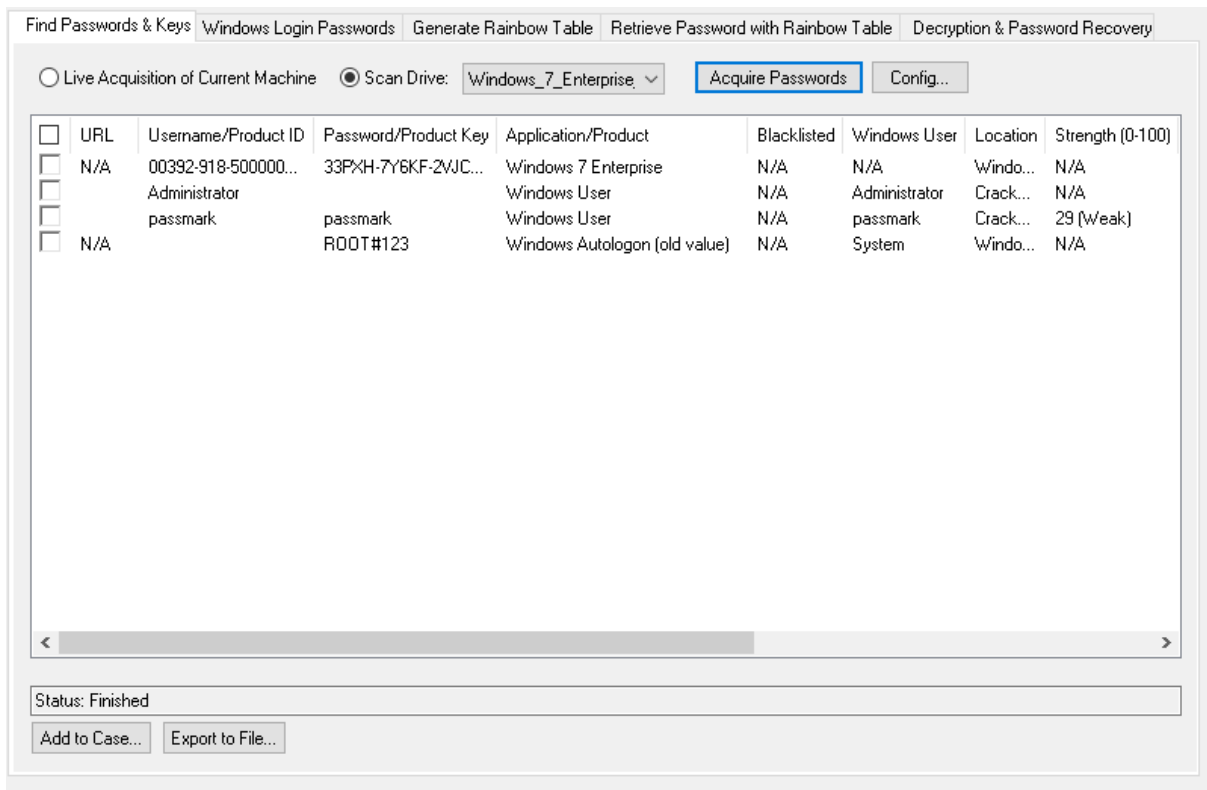 Find Passwords & Keys Windows Login Passwords Generate Rainbow Table Retrieve Password with Rainbow Table Decryption & Password Recovery
Live Acquisition of Current Machine Scan Drive: Windows_7_Enterprise Acquire Passwords Config...
URL Username/Product ID Password/Product Key Application/Product Blacklisted Windows User Location Strength (0-100)
N/A 00392-918-500000... 33PXH-7Y6KF-2VJC... Windows 7 Enterprise N/A N/A Windo... N/A
Administrator Windows User N/A Administrator Crack... N/A
passmark passmark Windows User N/A passmark Crack... 29 (Weak)
N/A ROOT#123 Windows Autologon (old value) N/A System Windo... N/A
Status: Finished
Add to Case... Export to File...